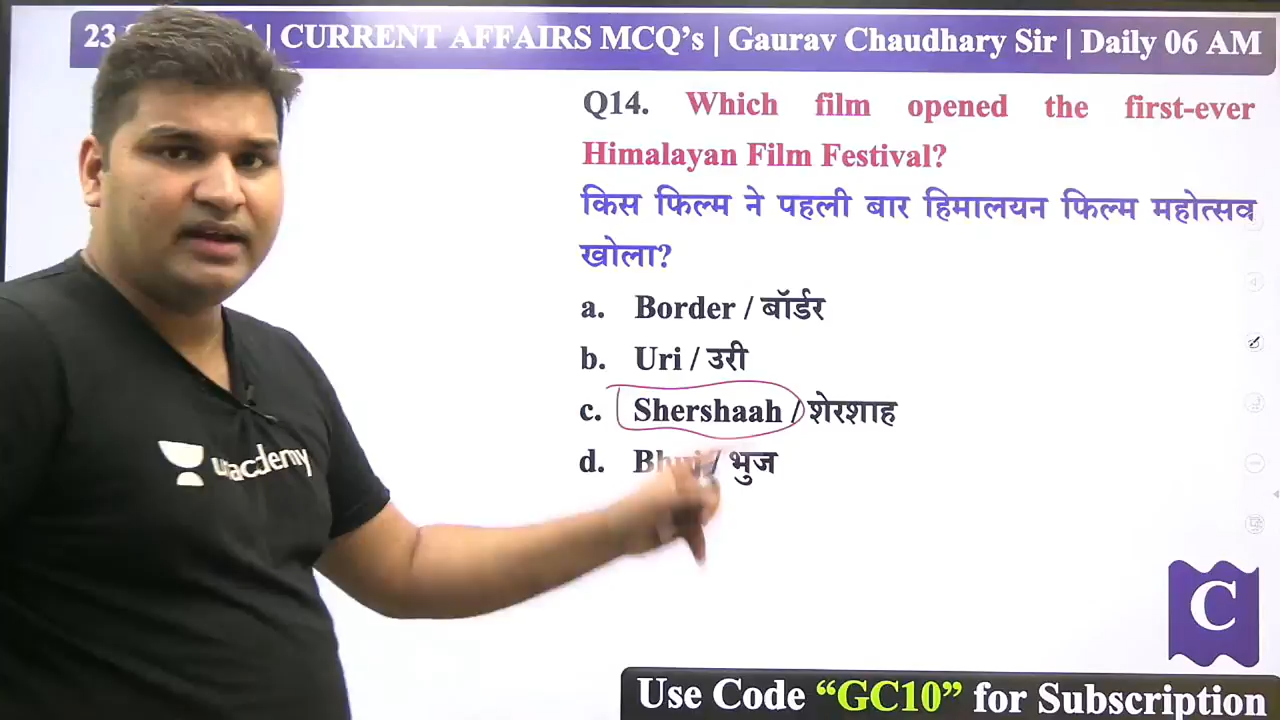 23 | CURRENT AFFAIRS MCQ’s | Gaurav Chaudhary Sir | Daily 06 AM
Q14. Which film opened the first-ever
Himalayan Film Festival?
किस फिल्म ने पहली बार हिमालयन फिल्म महोत्सव
खोला?
a. Border / बॉर्डर
b. Uri / उरी
c. Shershaah / शेरशाह
d. / भुज
unacademy
C
Use Code “GC10” for Subscription